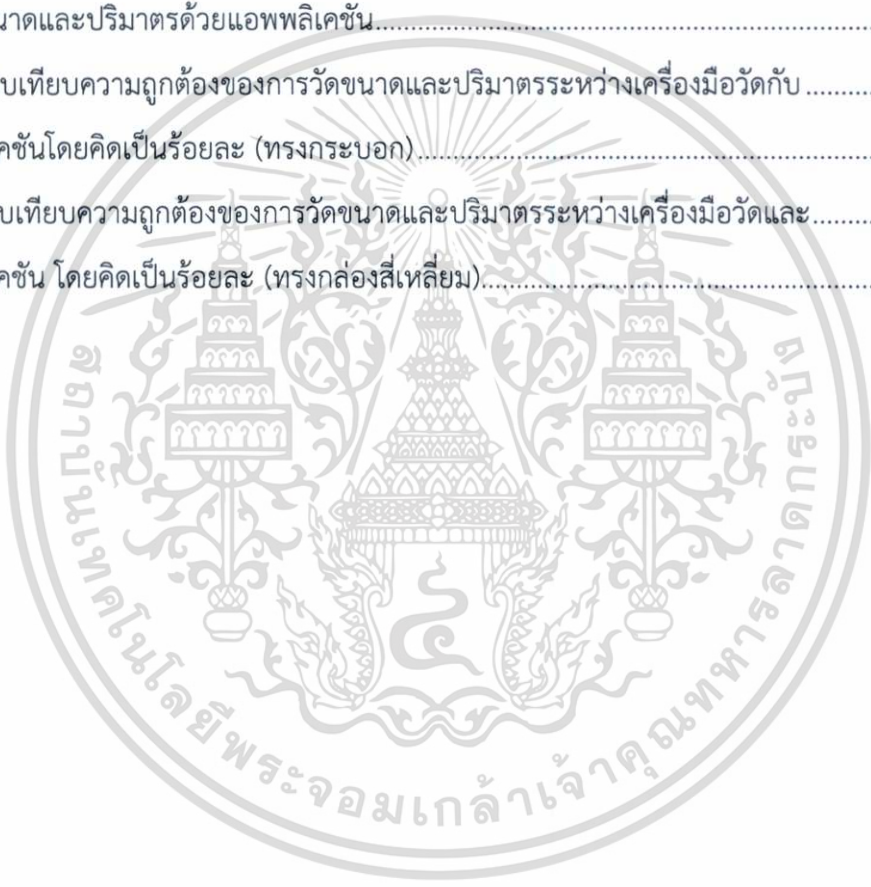 นาดและปริมาตรด้วยแอพพลิเคชัน
บเทียบความถูกต้องของการวัดขนาดและปริมาตรระหว่างเครื่องมือวัดกับ
คชันโดยคิดเป็นร้อยละ (ทรงกระบอก)
บเทียบความถูกต้องของการวัดขนาดและปริมาตรระหว่างเครื่องมือวัดและ
คชัน โดยคิดเป็นร้อยละ (ทรงกล่องสี่เหลี่ยม)
สถาบันเทคโนโลยีพระจอมเกล้าเจ้าคุณทหารลาดกระบัง